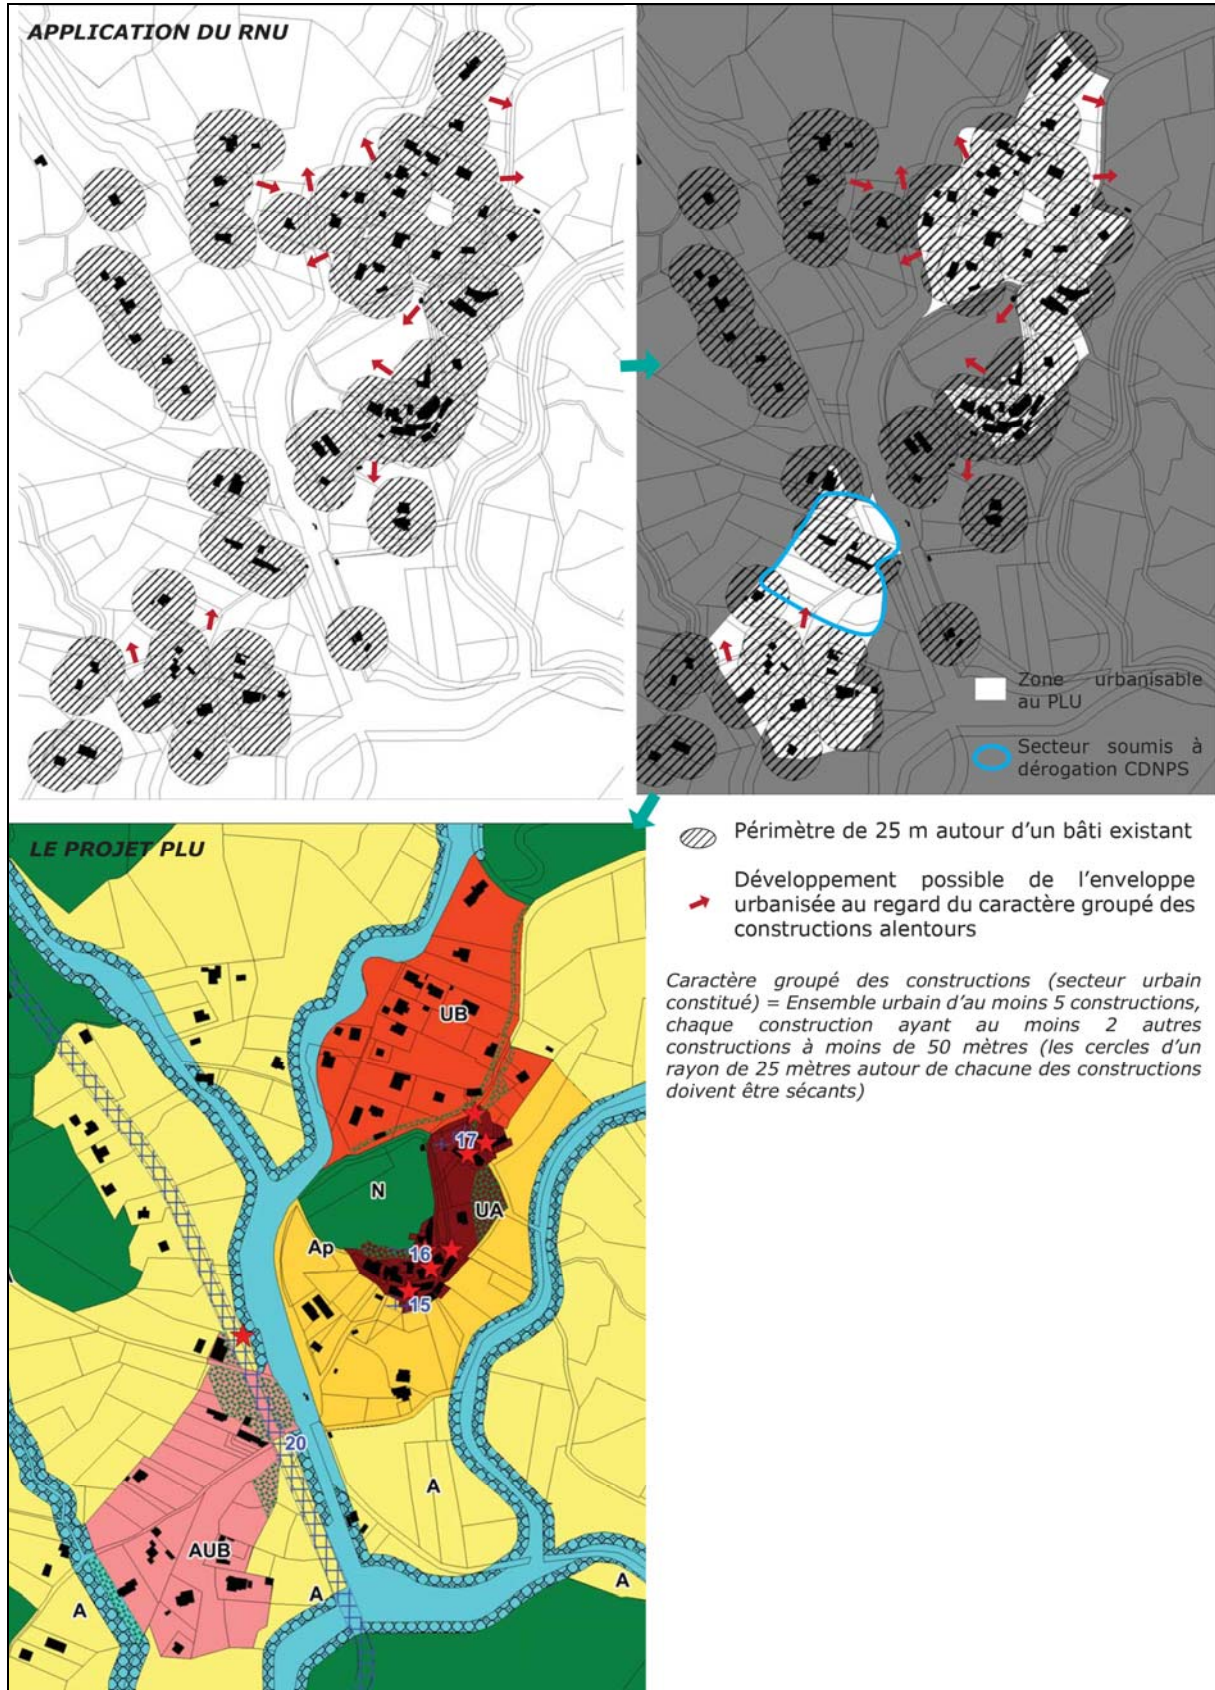 APPLICATION DU RNU
Zone urbanisable
au PLU
Secteur soumis à
dérogation CDNPS
LE PROJET PLU
UB
17
N
UA
Ap
16
15
20
A
AUB
A
A
A
Périmètre de 25 m autour d'un bâti existant
Développement possible de l'enveloppe
urbanisée au regard du caractère groupé des
constructions alentours
Caractère groupé des constructions (secteur urbain
constitué) = Ensemble urbain d'au moins 5 constructions,
chaque construction ayant au moins 2 autres
constructions à moins de 50 mètres (les cercles d'un
rayon de 25 mètres autour de chacune des constructions
doivent être sécants)